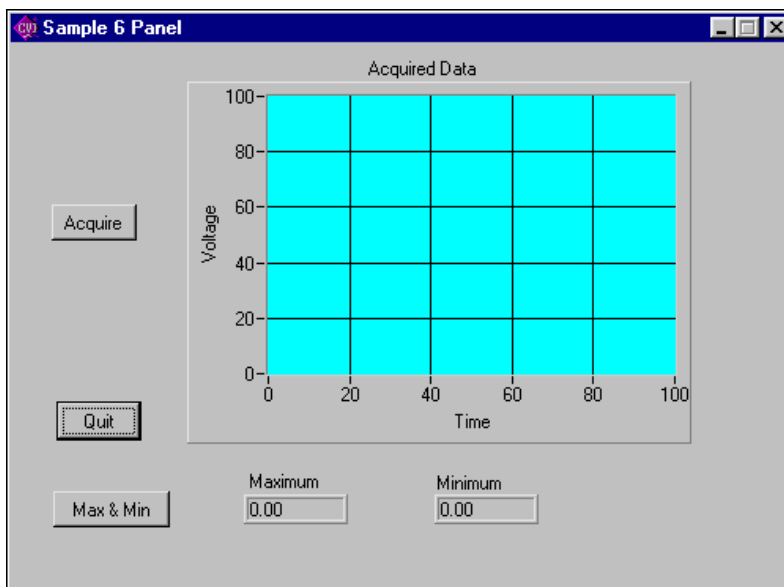 CVI Sample 6 Panel
Acquired Data
100
80
60
40
20
0
Voltage
0 20 40 60 80 100
Time
Acquire
Quit
Max & Min
Maximum
0.00
Minimum
0.00